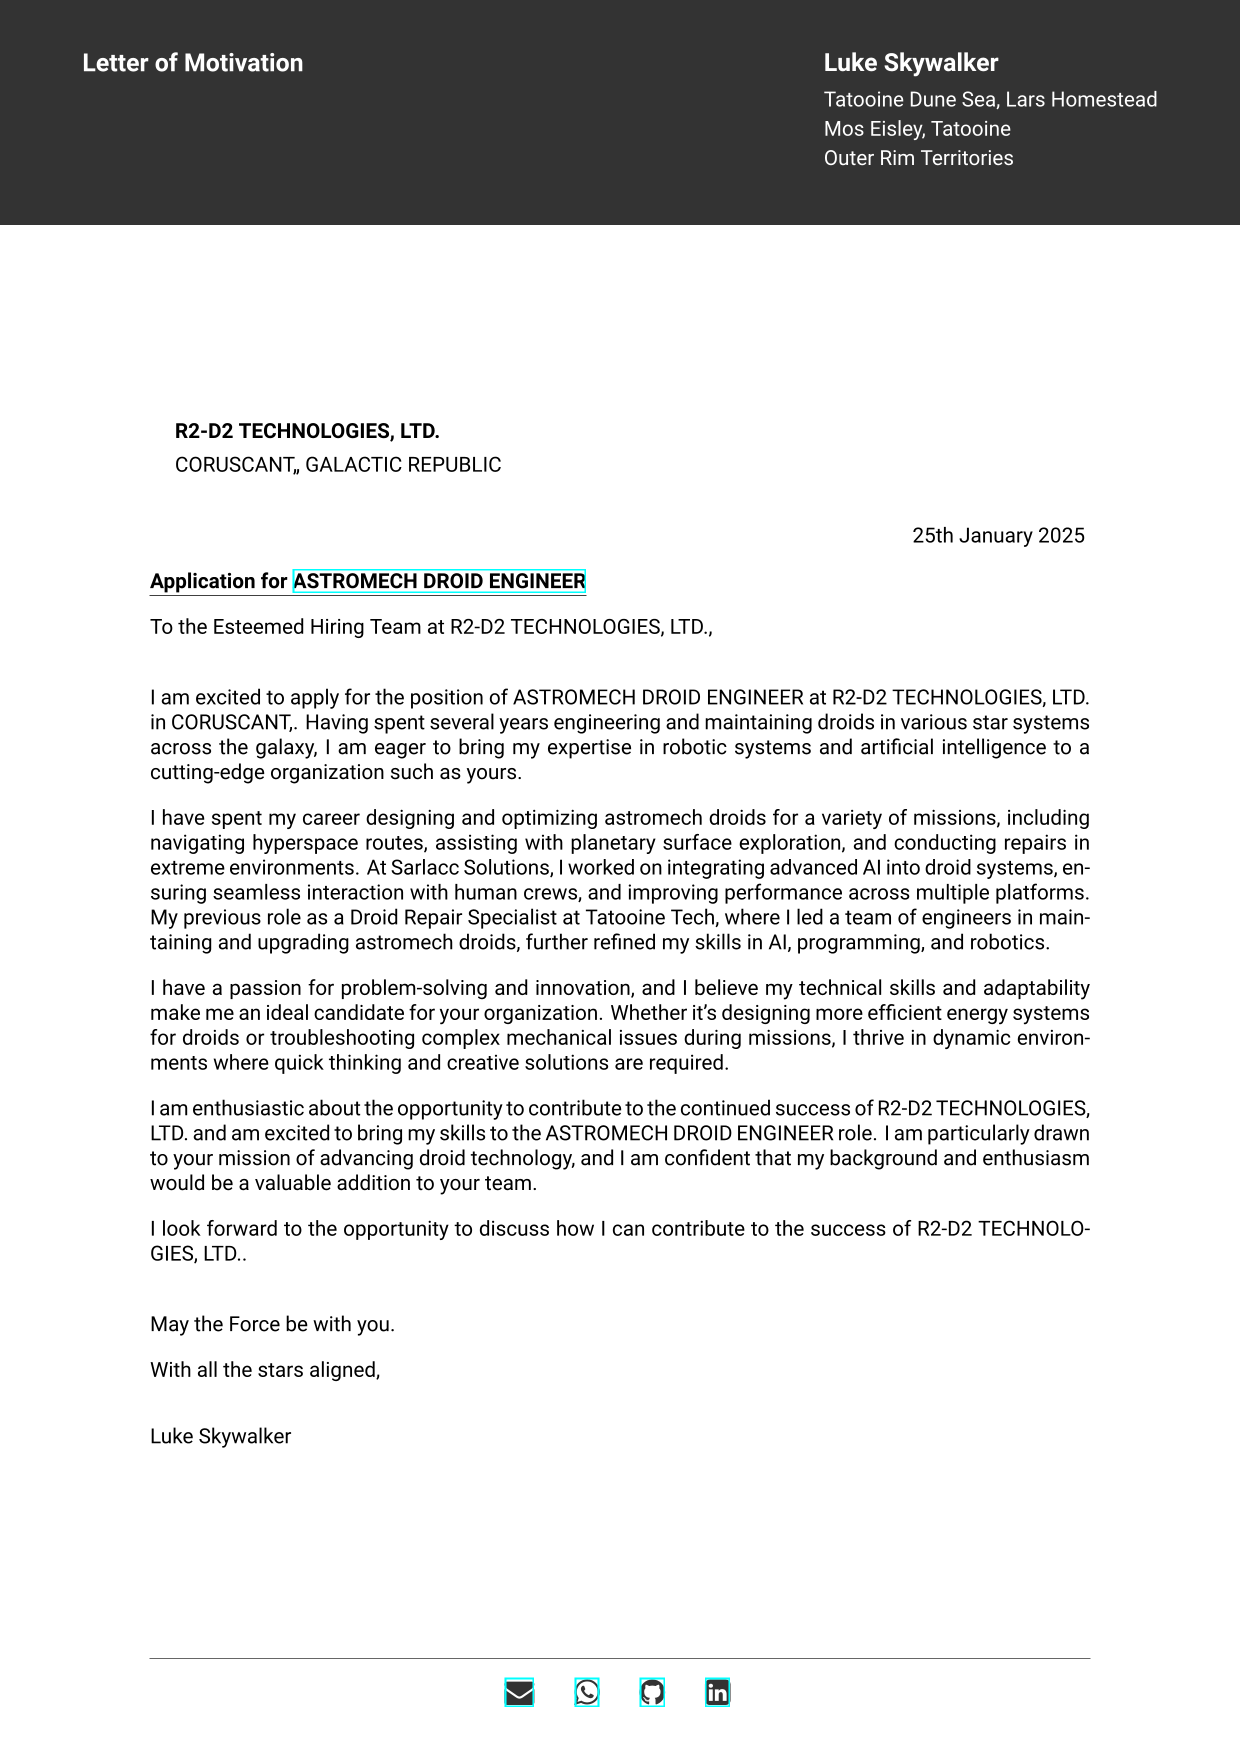 Letter of Motivation
Luke Skywalker
Tatooine Dune Sea, Lars Homestead
Mos Eisley, Tatooine
Outer Rim Territories
R2-D2 TECHNOLOGIES, LTD.
CORUSCANT„ GALACTIC REPUBLIC
25th January 2025
Application for ASTROMECH DROID ENGINEER
To the Esteemed Hiring Team at R2-D2 TECHNOLOGIES, LTD.,
I am excited to apply for the position of ASTROMECH DROID ENGINEER at R2-D2 TECHNOLOGIES, LTD.
in CORUSCANT,. Having spent several years engineering and maintaining droids in various star systems
across the galaxy, I am eager to bring my expertise in robotic systems and artificial intelligence to a
cutting-edge organization such as yours.
I have spent my career designing and optimizing astromech droids for a variety of missions, including
navigating hyperspace routes, assisting with planetary surface exploration, and conducting repairs in
extreme environments. At Sarlacc Solutions, I worked on integrating advanced AI into droid systems, en-
suring seamless interaction with human crews, and improving performance across multiple platforms.
My previous role as a Droid Repair Specialist at Tatooine Tech, where I led a team of engineers in main-
taining and upgrading astromech droids, further refined my skills in AI, programming, and robotics.
I have a passion for problem-solving and innovation, and I believe my technical skills and adaptability
make me an ideal candidate for your organization. Whether it’s designing more efficient energy systems
for droids or troubleshooting complex mechanical issues during missions, I thrive in dynamic environ-
ments where quick thinking and creative solutions are required.
I am enthusiastic about the opportunity to contribute to the continued success of R2-D2 TECHNOLOGIES,
LTD. and am excited to bring my skills to the ASTROMECH DROID ENGINEER role. I am particularly drawn
to your mission of advancing droid technology, and I am confident that my background and enthusiasm
would be a valuable addition to your team.
I look forward to the opportunity to discuss how I can contribute to the success of R2-D2 TECHNOLO-
GIES, LTD..
May the Force be with you.
With all the stars aligned,
Luke Skywalker